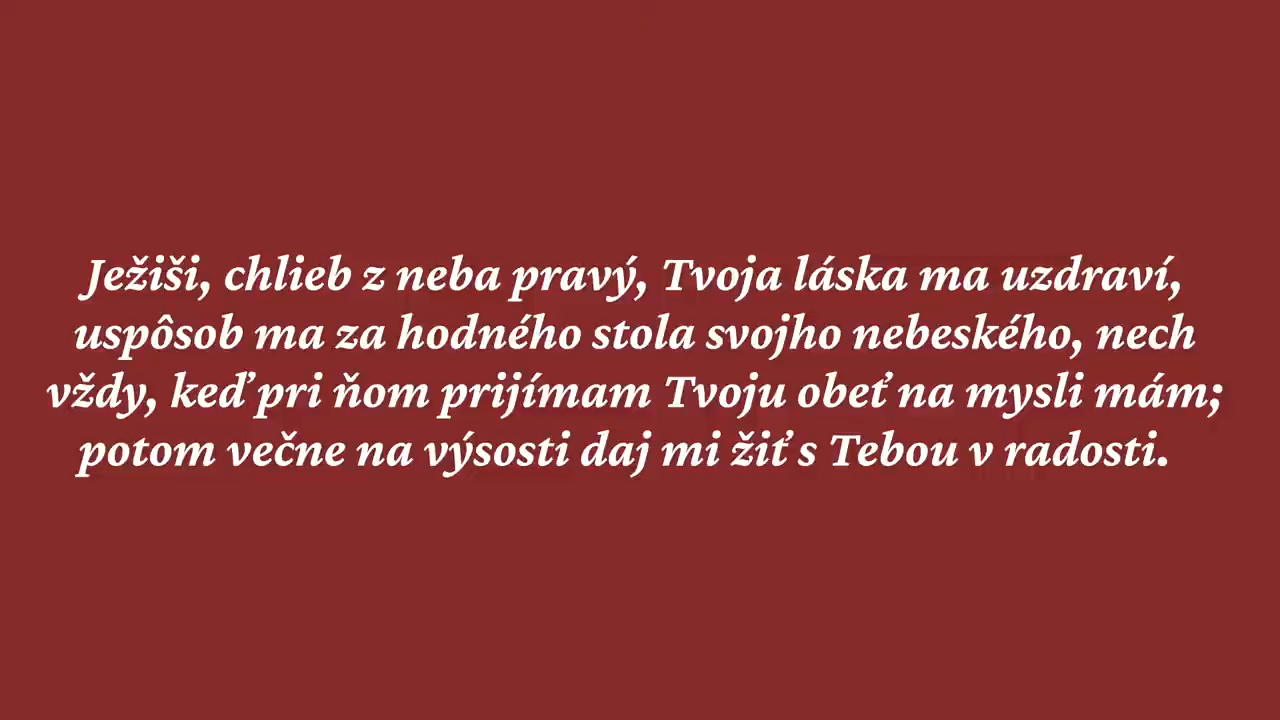 Ježiši, chlieb z neba pravý, Tvoja láska ma uzdraví,
uspôsob ma za hodného stola svojho nebeského, nech
vždy, keď pri ňom prijímam Tvoju obeť na mysli mám;
potom večne na výsosti daj mi žiť s Tebou v radosti.